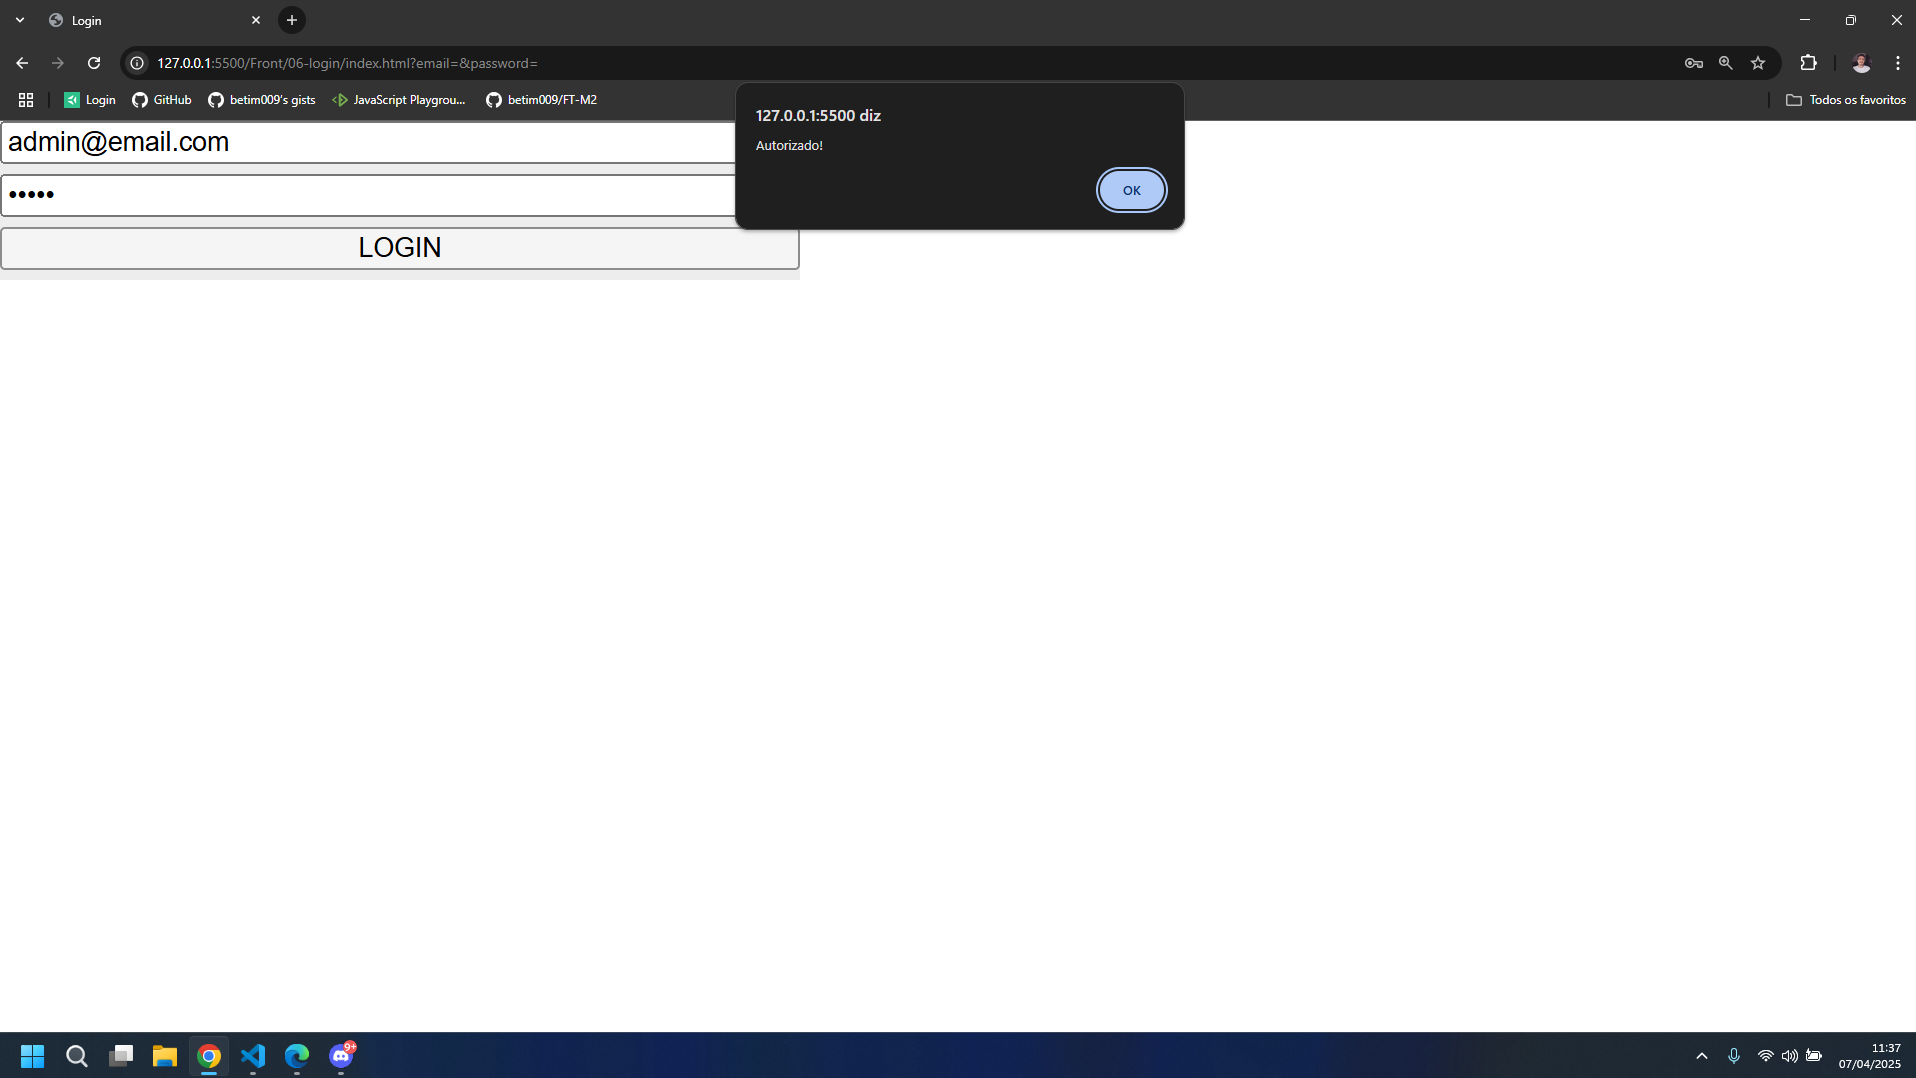 Login
127.0.0.1:5500/Front/06-login/index.html?email=&password=
Login
GitHub
betim009's gists
JavaScript Playgrou...
betim009/FT-M2
Todos os favoritos
127.0.0.1:5500 diz
Autorizado!
OK
admin@email.com
•••••
LOGIN
9+
11:37
07/04/2025